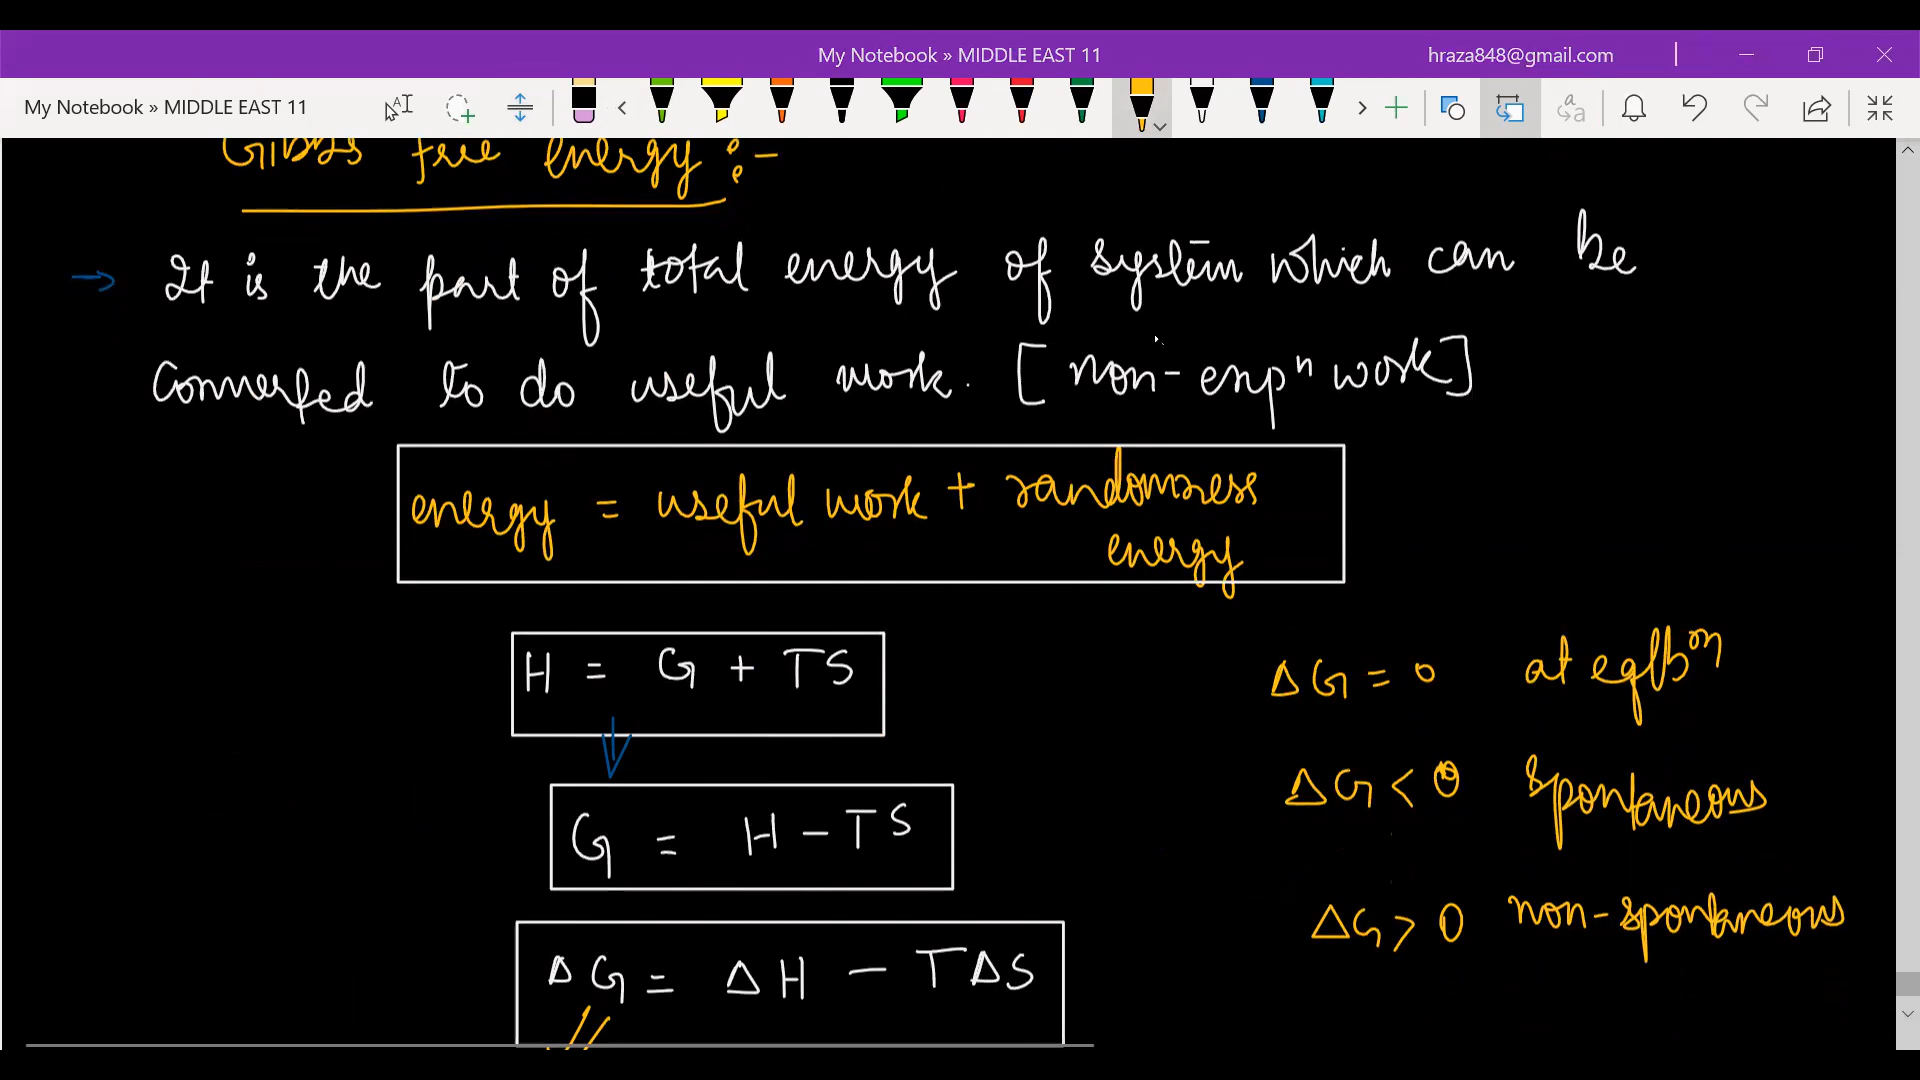 My Notebook » MIDDLE EAST 11
hraza848@gmail.com
My Notebook » MIDDLE EAST 11
Gibbs free energy :-
→ It is the part of total energy of system which can be
converted to do useful work. [non-expⁿ work]
energy = useful work + randomness
energy
H = G + TS
ΔG = 0 at eqlbᵐ
G = H - TS
ΔG < 0 spontaneous
ΔG > 0 non-spontaneous
ΔG = ΔH - TΔS